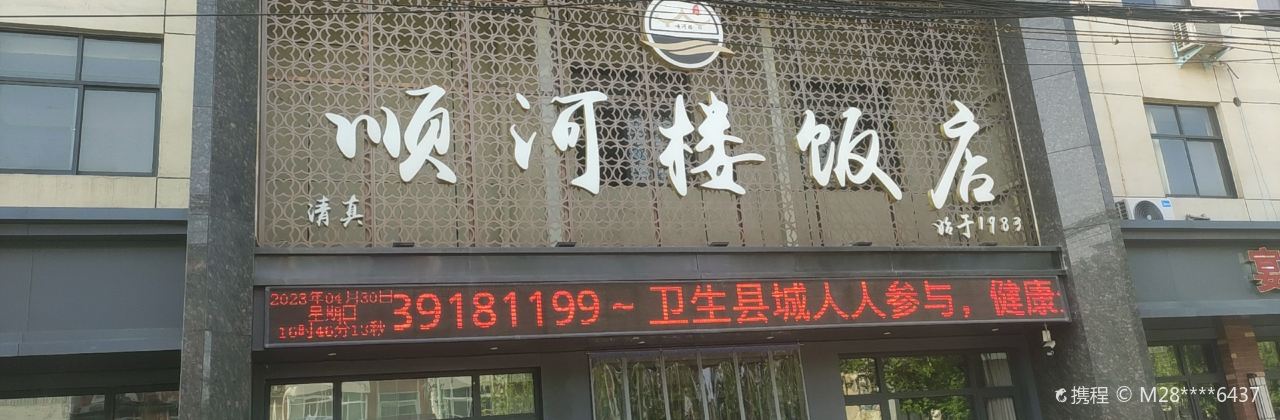 顺河楼饭店
清真
始于1983
2023年04月30日
星期日
16时46分13秒
39181199~卫生县城人人参与，健康
携程 © M28****6437